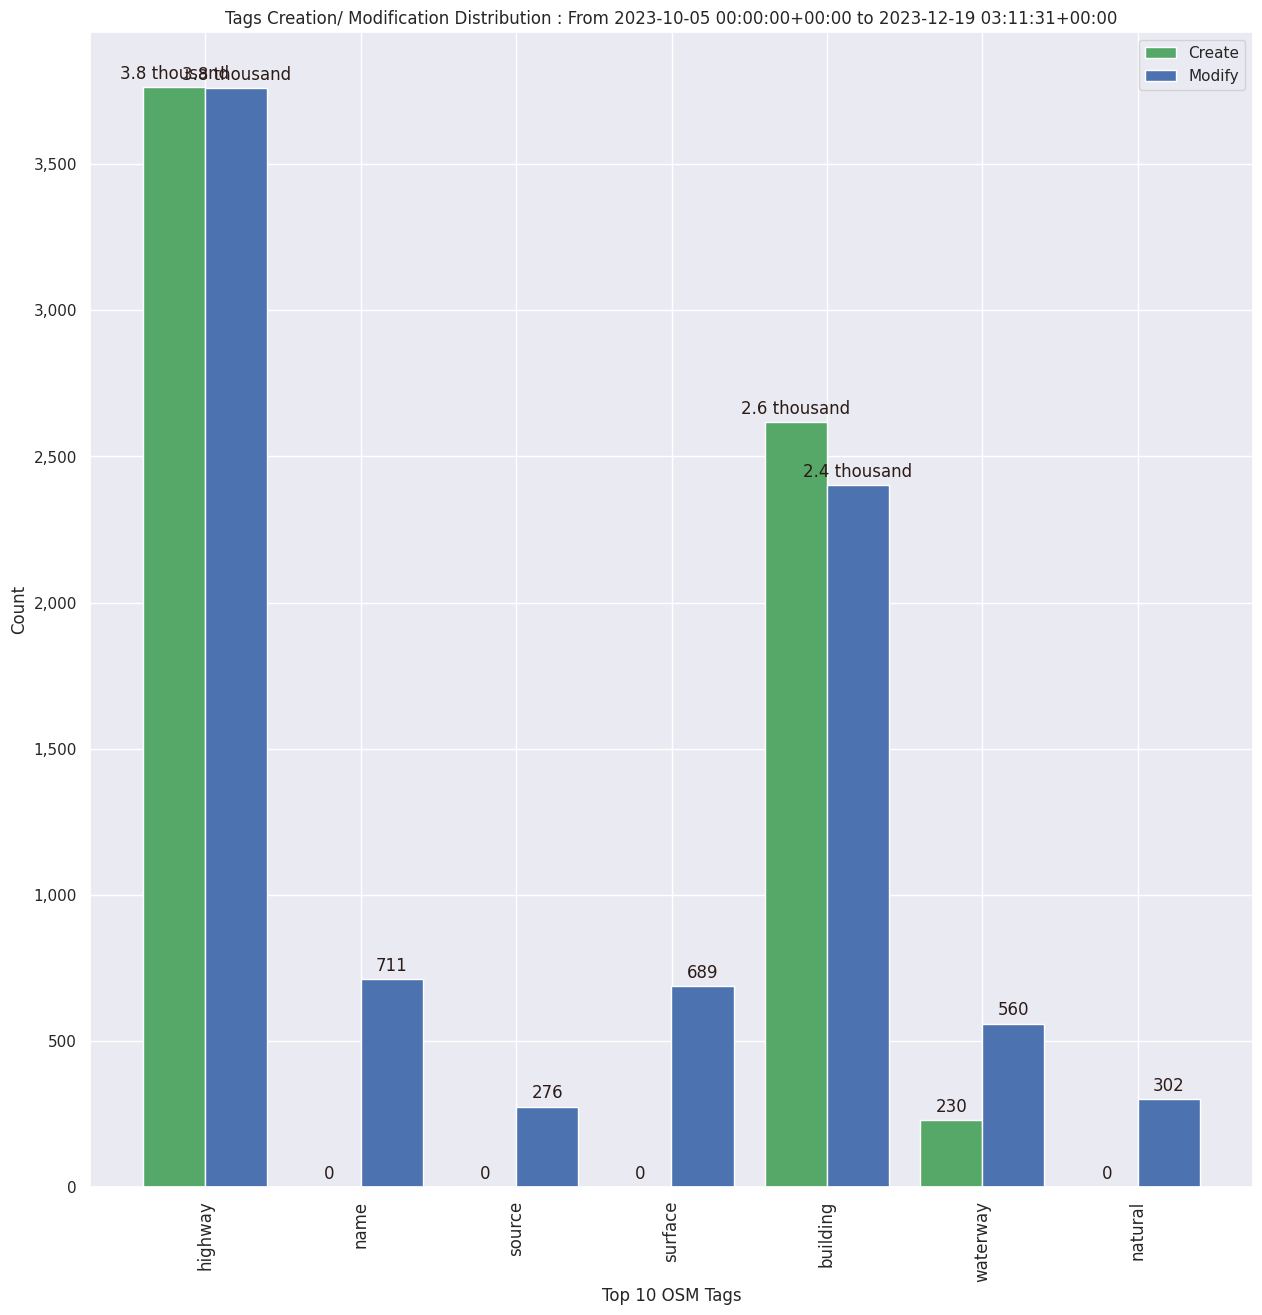 Tags Creation/ Modification Distribution : From 2023-10-05 00:00:00+00:00 to 2023-12-19 03:11:31+00:00
Create
Modify
3.8 thousand
3.8 thousand
3,500
3,000
2.6 thousand
2,500
2.4 thousand
2,000
Count
1,500
1,000
711
689
560
500
276
302
230
0
0
0
0
0
highway
name
source
surface
building
waterway
natural
Top 10 OSM Tags